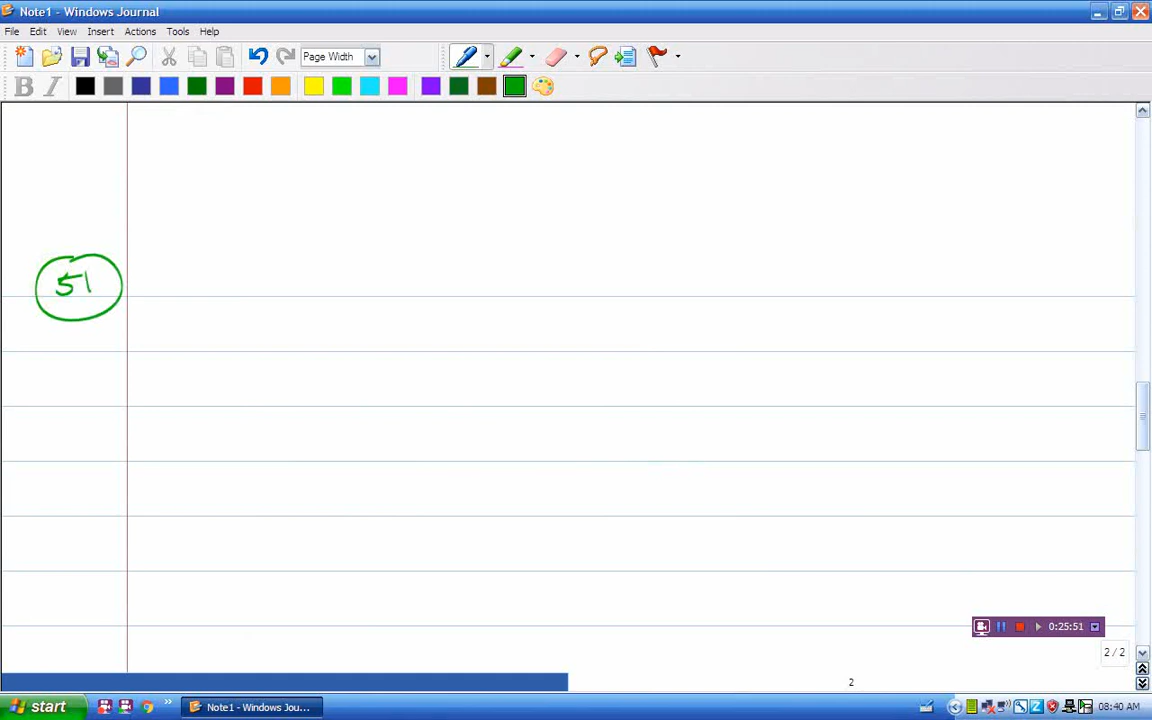 Note1 - Windows Journal
File Edit View Insert Actions Tools Help
Page Width
B I
51
0:25:51
2 / 2
2
start
Note1 - Windows Jour...
08:40 AM